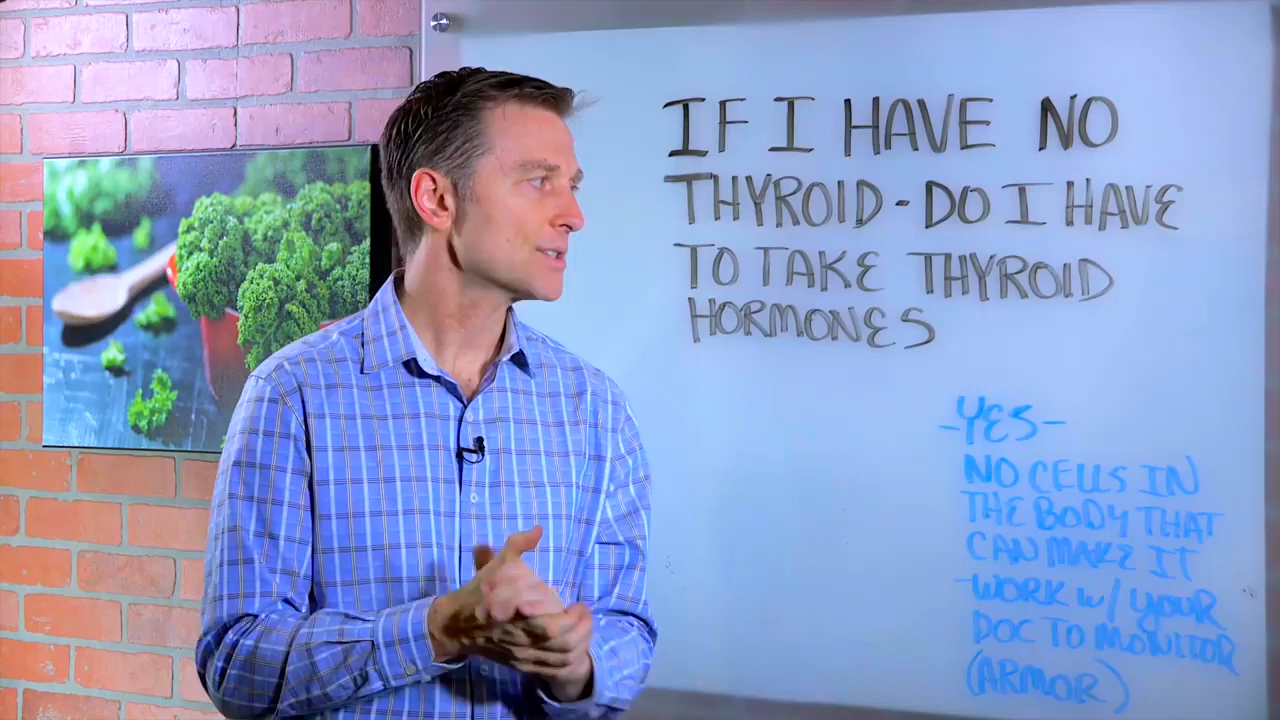 IF I HAVE NO
THYROID - DO I HAVE
TO TAKE THYROID
HORMONES
- YES -
NO CELLS IN
THE BODY THAT
CAN MAKE IT
- WORK W/ YOUR
DOC TO MONITOR
(ARMOR)